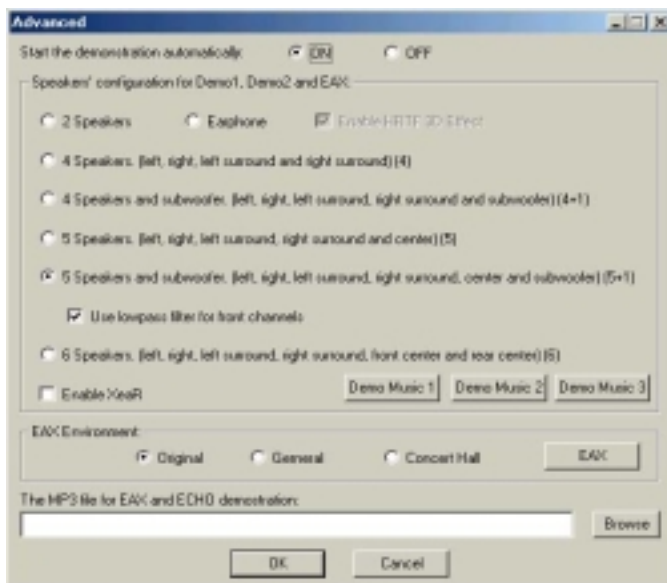 Advanced
Start the demonstration automatically: ON OFF
Speakers' configuration for Demo1, Demo2 and EAX:
2 Speakers Earphone Enable HRTF 3D Effect
4 Speakers. (left, right, left surround and right surround) (4)
4 Speakers and subwoofer. (left, right, left surround, right surround and subwoofer) (4+1)
5 Speakers. (left, right, left surround, right surround and center) (5)
5 Speakers and subwoofer. (left, right, left surround, right surround, center and subwoofer) (5+1)
Use lowpass filter for front channels
6 Speakers. (left, right, left surround, right surround, front center and rear center) (6)
Enable XeaR Demo Music 1 Demo Music 2 Demo Music 3
EAX Environment:
Original General Concert Hall EAX
The MP3 file for EAX and ECHO demostration:
Browse
OK Cancel